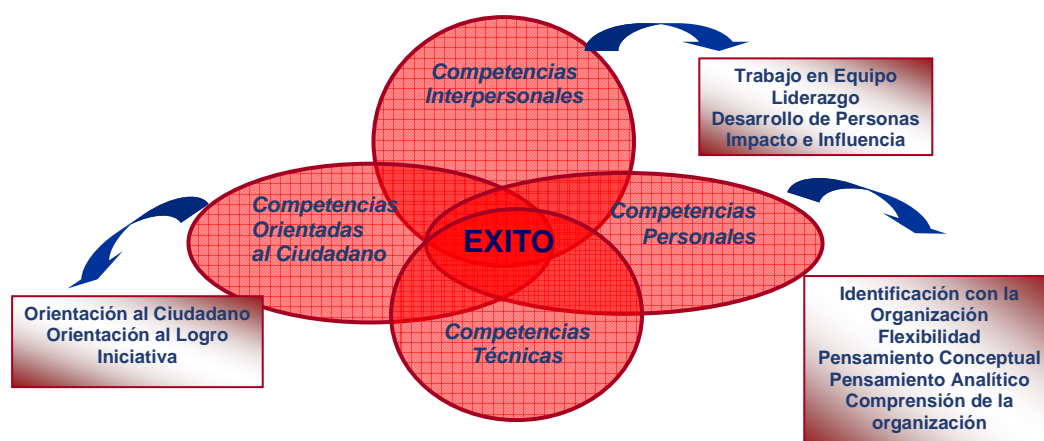 Competencias
Interpersonales
Trabajo en Equipo
Liderazgo
Desarrollo de Personas
Impacto e Influencia
Competencias
Orientadas
al Ciudadano
EXITO
Competencias
Personales
Orientación al Ciudadano
Orientación al Logro
Iniciativa
Competencias
Técnicas
Identificación con la
Organización
Flexibilidad
Pensamiento Conceptual
Pensamiento Analítico
Comprensión de la
organización